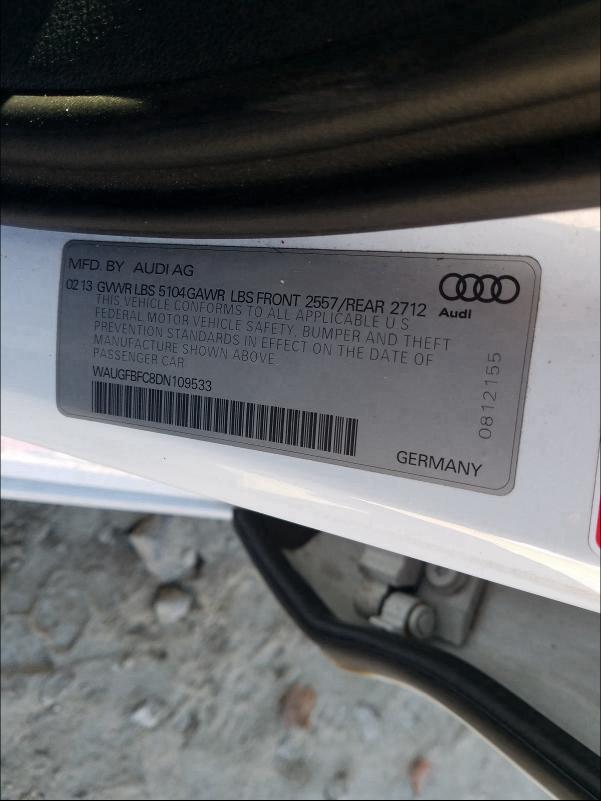 MFD. BY AUDI AG
02 13 GVWR LBS 5104 GAWR LBS FRONT 2557/REAR 2712
THIS VEHICLE CONFORMS TO ALL APPLICABLE U S
FEDERAL MOTOR VEHICLE SAFETY, BUMPER AND THEFT
PREVENTION STANDARDS IN EFFECT ON THE DATE OF
MANUFACTURE SHOWN ABOVE.
PASSENGER CAR
WAUGFBFC8DN109533
GERMANY
Audi
0812155